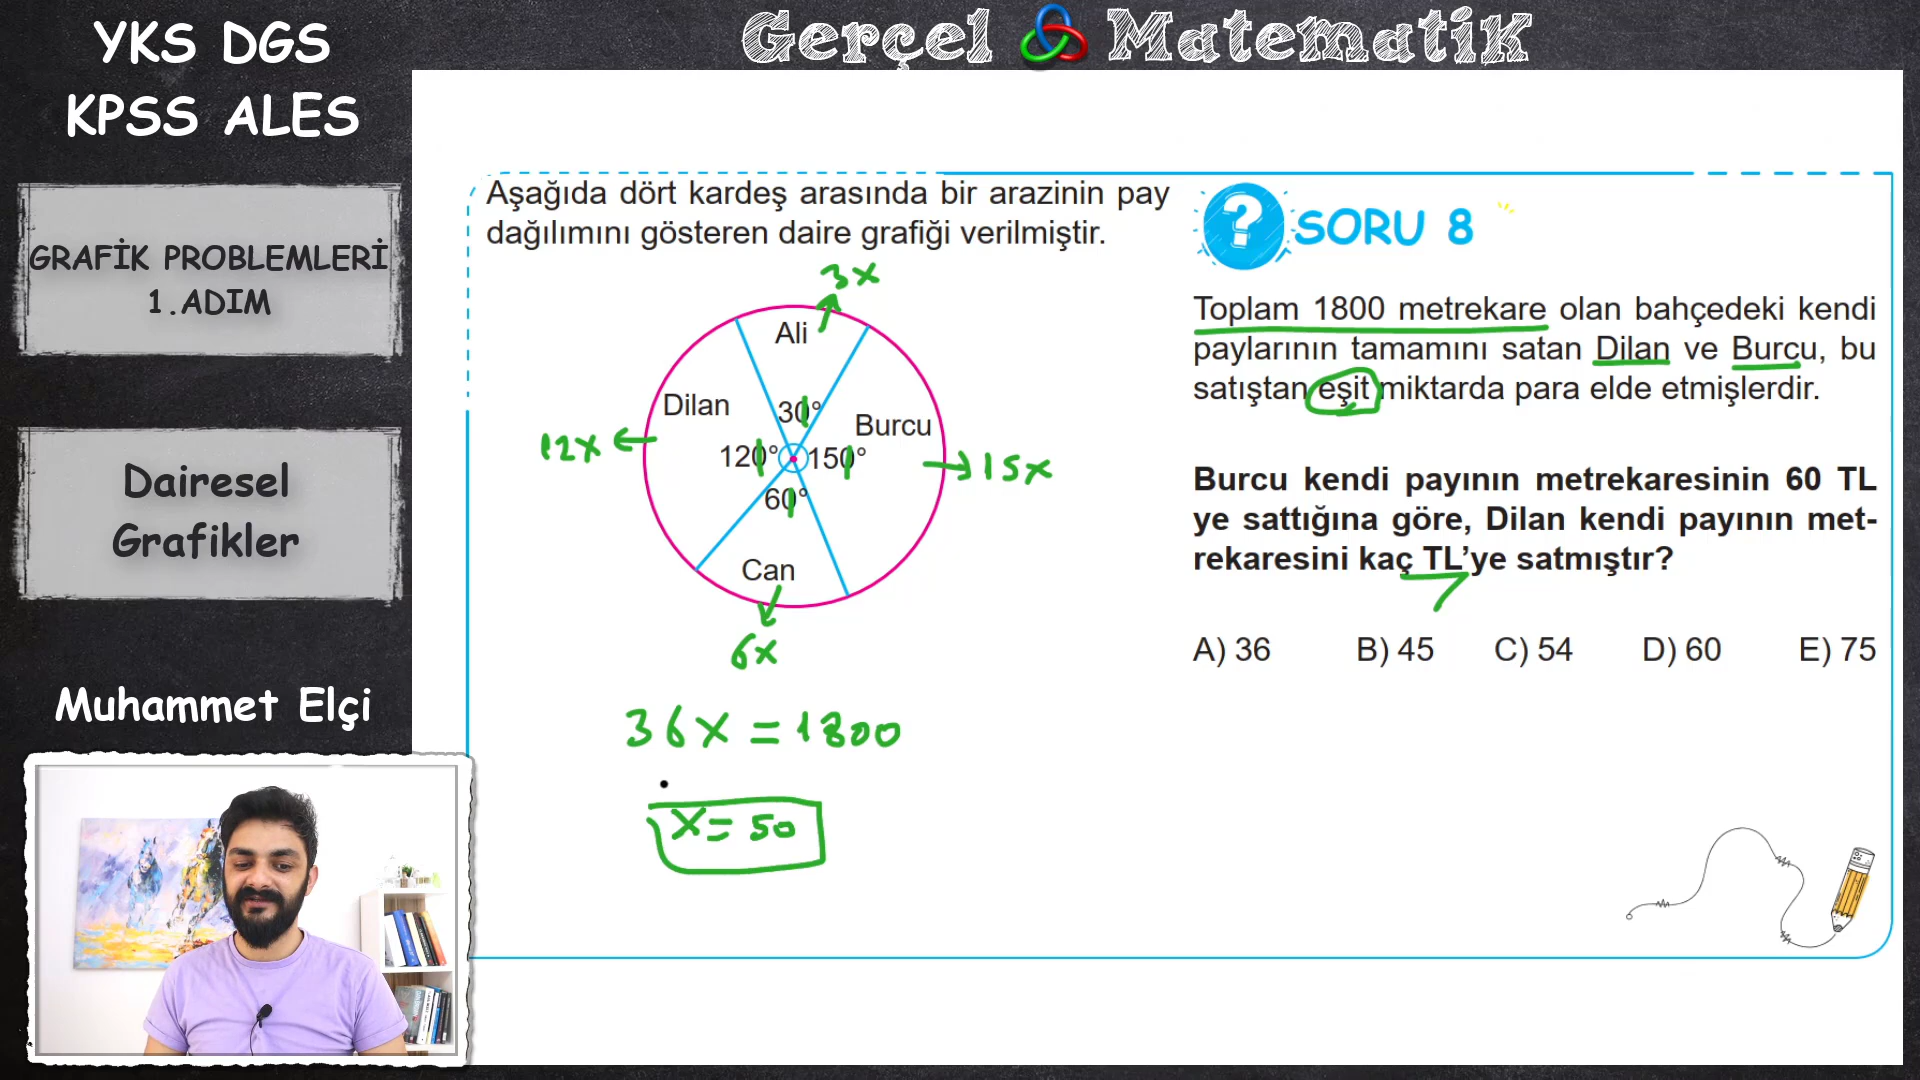 YKS DGS
KPSS ALES
Gerçel Matematik
GRAFİK PROBLEMLERİ
1.ADIM
Dairesel
Grafikler
Muhammet Elçi
Aşağıda dört kardeş arasında bir arazinin pay
dağılımını gösteren daire grafiği verilmiştir.
3x
Ali
Dilan
30°
Burcu
12x
120°
150°
15x
60°
Can
6x
36x = 1800
x = 50
? SORU 8
Toplam 1800 metrekare olan bahçedeki kendi
paylarının tamamını satan Dilan ve Burcu, bu
satıştan eşit miktarda para elde etmişlerdir.
Burcu kendi payının metrekaresinin 60 TL
ye sattığına göre, Dilan kendi payının met-
rekaresini kaç TL’ye satmıştır?
A) 36 B) 45 C) 54 D) 60 E) 75